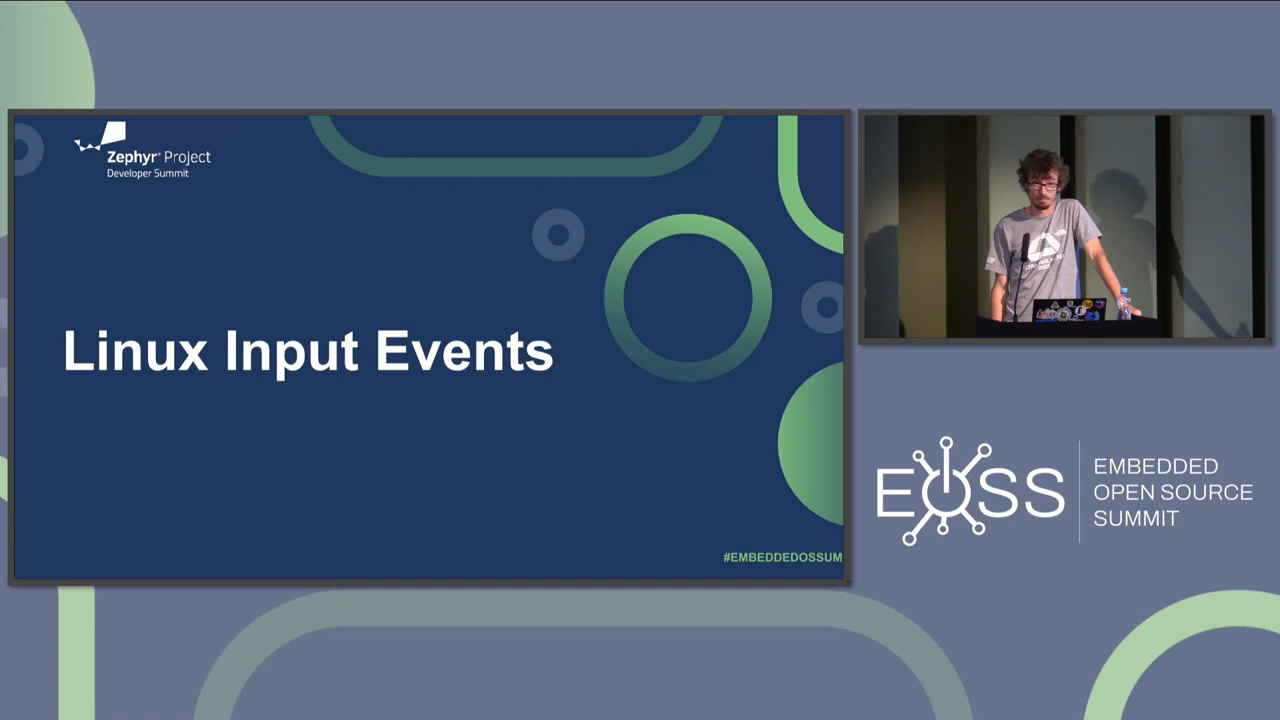 Zephyr® Project
Developer Summit
Linux Input Events
#EMBEDDEDOSSUM
EOSS
EMBEDDED
OPEN SOURCE
SUMMIT